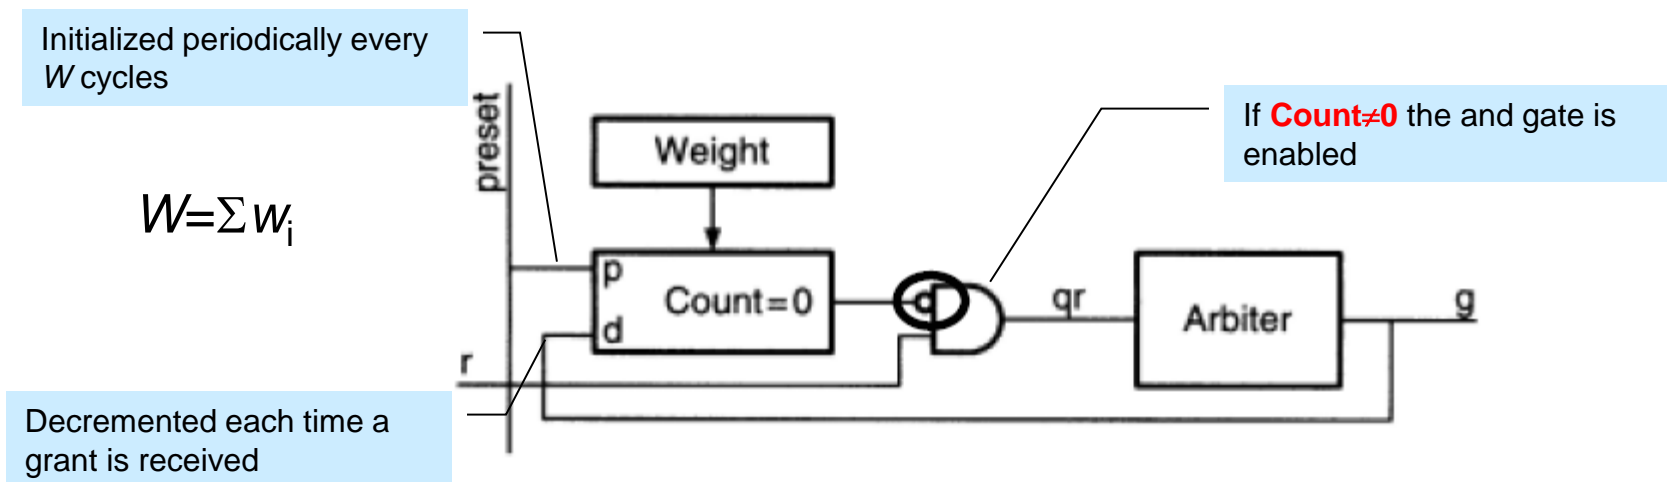 Initialized periodically every
W cycles
preset
Weight
If Count≠0 the and gate is
enabled
W=Σwi
p
Count=0
d
qr
Arbiter
g
r
Decremented each time a
grant is received